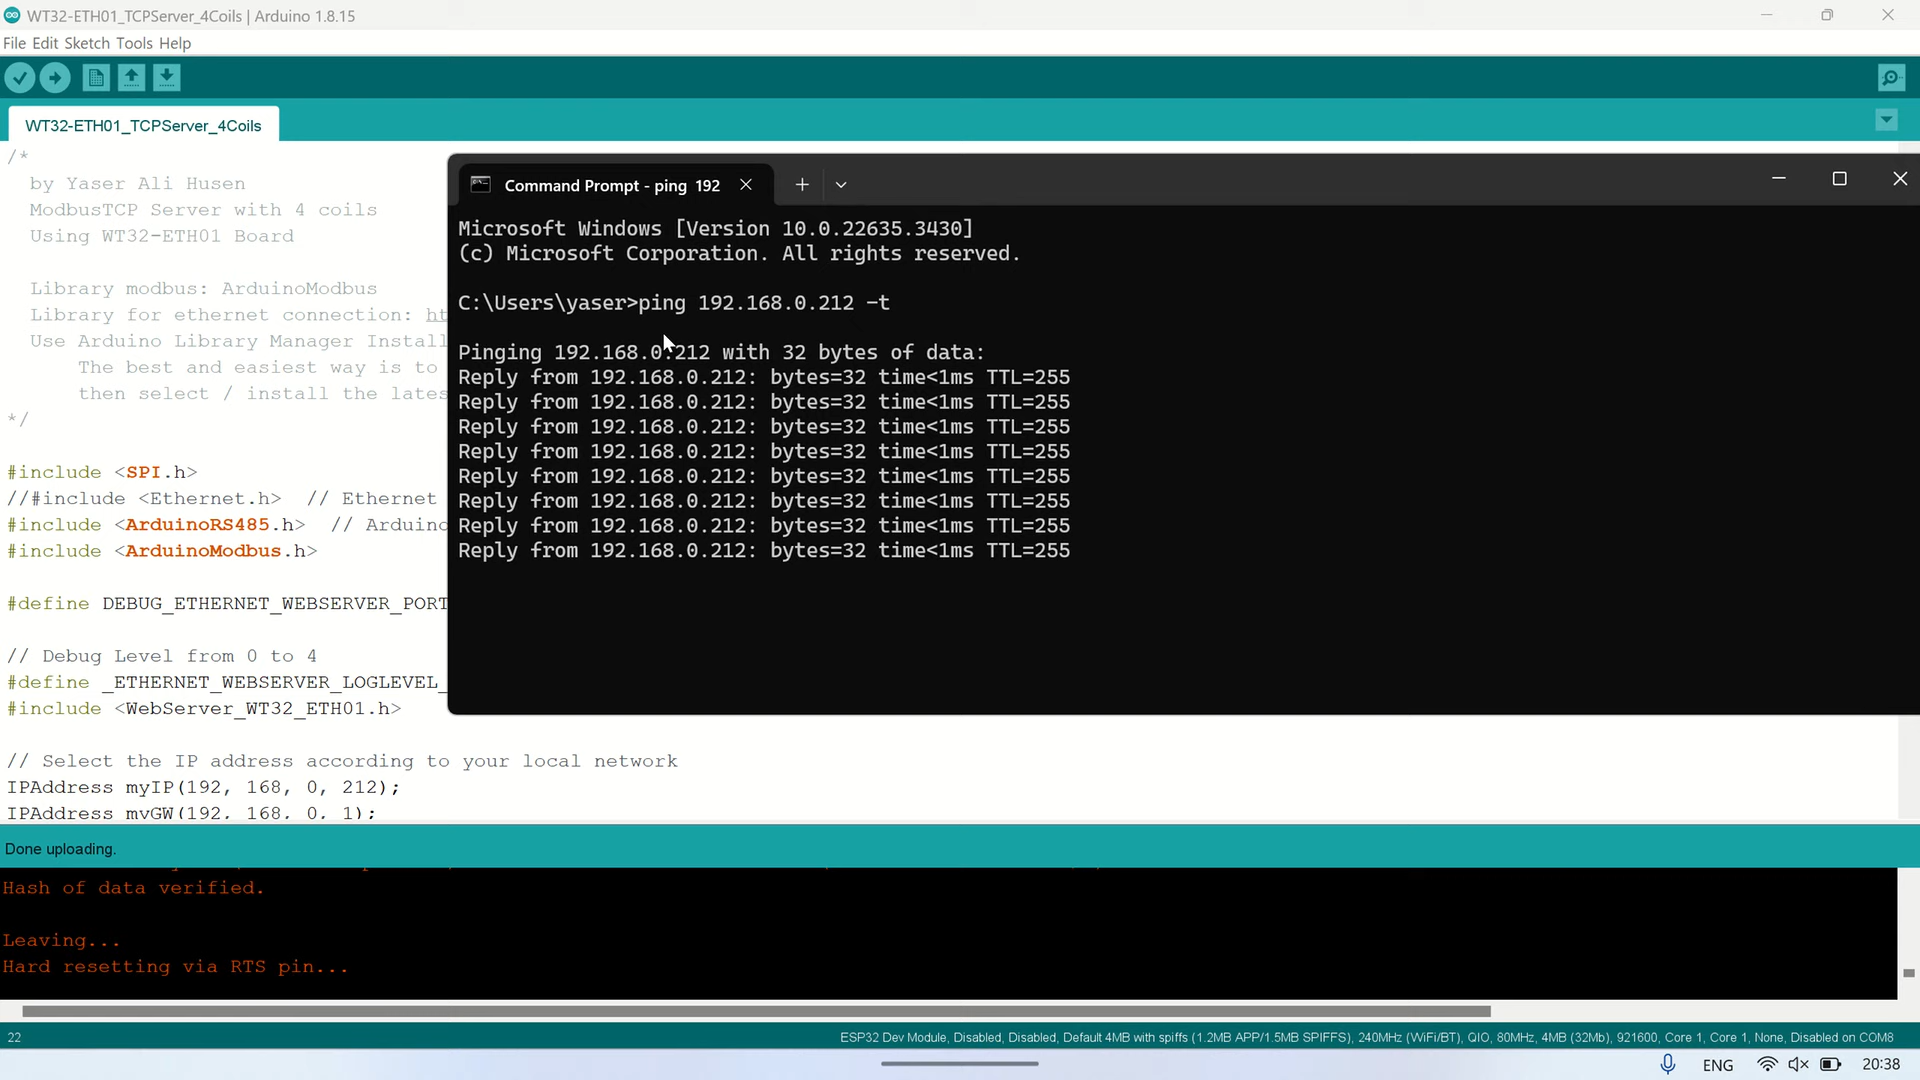 WT32-ETH01_TCPServer_4Coils | Arduino 1.8.15
File Edit Sketch Tools Help
WT32-ETH01_TCPServer_4Coils
/*
by Yaser Ali Husen
ModbusTCP Server with 4 coils
Using WT32-ETH01 Board
Library modbus: ArduinoModbus
Library for ethernet connection: ht
Use Arduino Library Manager Install
The best and easiest way is to
then select / install the lates
*/
#include <SPI.h>
//#include <Ethernet.h> // Ethernet
#include <ArduinoRS485.h> // Arduino
#include <ArduinoModbus.h>
#define DEBUG_ETHERNET_WEBSERVER_PORT
// Debug Level from 0 to 4
#define _ETHERNET_WEBSERVER_LOGLEVEL_
#include <WebServer_WT32_ETH01.h>
// Select the IP address according to your local network
IPAddress myIP(192, 168, 0, 212);
IPAddress myGW(192, 168, 0, 1);
Command Prompt - ping 192
Microsoft Windows [Version 10.0.22635.3430]
(c) Microsoft Corporation. All rights reserved.
C:\Users\yaser>ping 192.168.0.212 -t
Pinging 192.168.0.212 with 32 bytes of data:
Reply from 192.168.0.212: bytes=32 time<1ms TTL=255
Reply from 192.168.0.212: bytes=32 time<1ms TTL=255
Reply from 192.168.0.212: bytes=32 time<1ms TTL=255
Reply from 192.168.0.212: bytes=32 time<1ms TTL=255
Reply from 192.168.0.212: bytes=32 time<1ms TTL=255
Reply from 192.168.0.212: bytes=32 time<1ms TTL=255
Reply from 192.168.0.212: bytes=32 time<1ms TTL=255
Reply from 192.168.0.212: bytes=32 time<1ms TTL=255
Done uploading.
Hash of data verified.
Leaving...
Hard resetting via RTS pin...
22
ESP32 Dev Module, Disabled, Disabled, Default 4MB with spiffs (1.2MB APP/1.5MB SPIFFS), 240MHz (WiFi/BT), QIO, 80MHz, 4MB (32Mb), 921600, Core 1, Core 1, None, Disabled on COM8
ENG
20:38